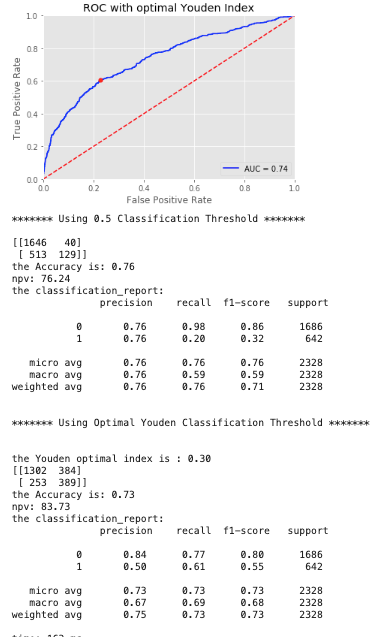 ROC with optimal Youden Index
1.0
0.8
0.6
0.4
0.2
0.0
True Positive Rate
AUC = 0.74
0.0 0.2 0.4 0.6 0.8 1.0
False Positive Rate
******* Using 0.5 Classification Threshold *******
[[1646 40]
[ 513 129]]
the Accuracy is: 0.76
npv: 76.24
the classification_report:
precision recall f1-score support
0 0.76 0.98 0.86 1686
1 0.76 0.20 0.32 642
micro avg 0.76 0.76 0.76 2328
macro avg 0.76 0.59 0.59 2328
weighted avg 0.76 0.76 0.71 2328
******* Using Optimal Youden Classification Threshold *******
the Youden optimal index is : 0.30
[[1302 384]
[ 253 389]]
the Accuracy is: 0.73
npv: 83.73
the classification_report:
precision recall f1-score support
0 0.84 0.77 0.80 1686
1 0.50 0.61 0.55 642
micro avg 0.73 0.73 0.73 2328
macro avg 0.67 0.69 0.68 2328
weighted avg 0.75 0.73 0.73 2328